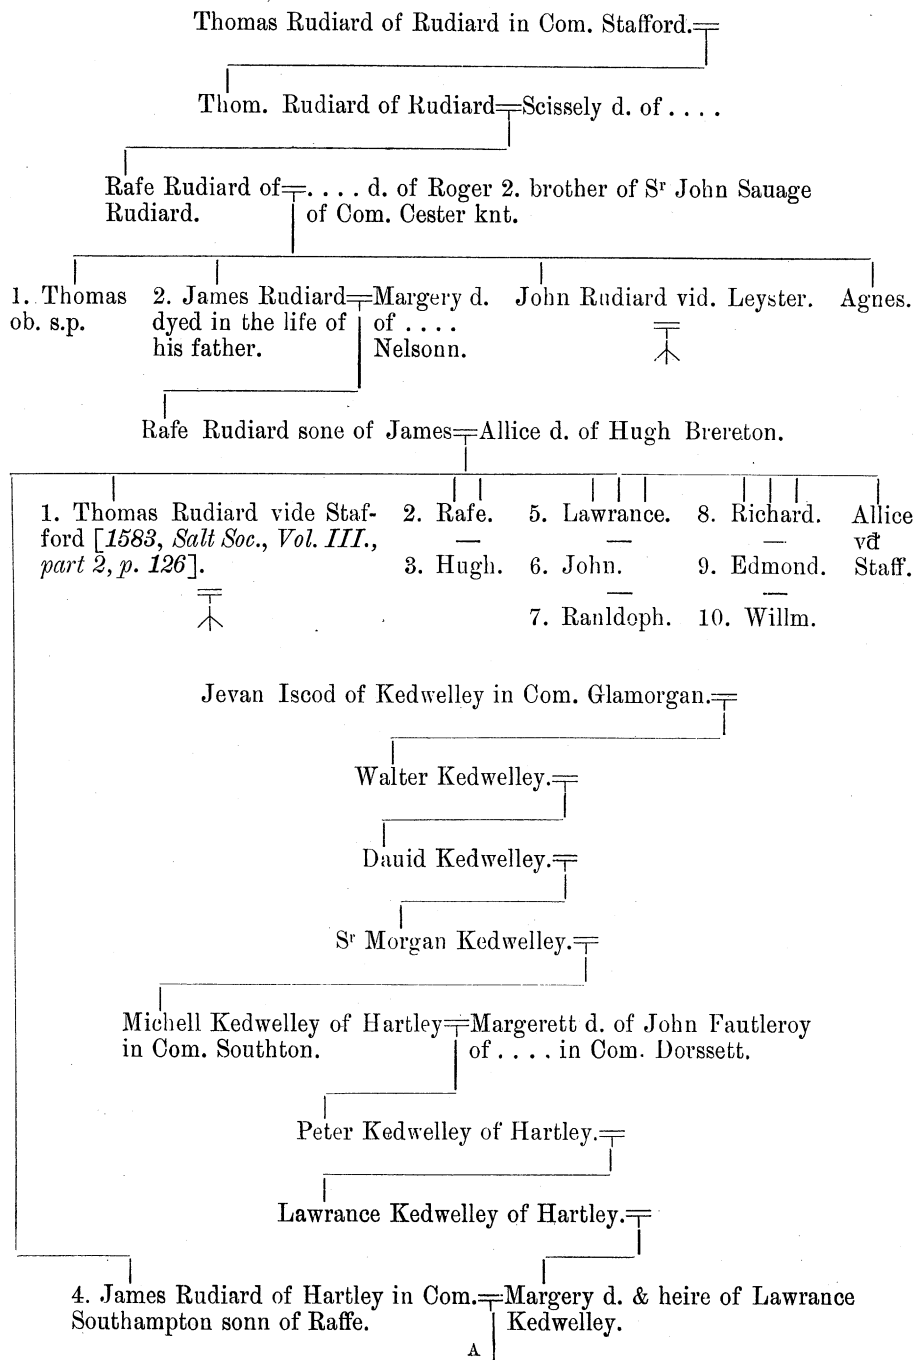 Thomas Rudiard of Rudiard in Com. Stafford.
Thom. Rudiard of Rudiard Scissely d. of . . . .
Rafe Rudiard of . . . . d. of Roger 2. brother of Sʳ John Sauage
Rudiard. of Com. Cester knt.
1. Thomas 2. James Rudiard Margery d. John Rudiard vid. Leyster. Agnes.
ob. s.p. dyed in the life of of . . . .
his father. Nelsonn.
Rafe Rudiard sone of James Allice d. of Hugh Brereton.
1. Thomas Rudiard vide Staf- 2. Rafe. 5. Lawrance. 8. Richard. Allice
ford [1583, Salt Soc., Vol. III., vđ
part 2, p. 126]. 3. Hugh. 6. John. 9. Edmond. Staff.
7. Ranldoph. 10. Willm.
Jevan Iscod of Kedwelley in Com. Glamorgan.
Walter Kedwelley.
Dauid Kedwelley.
Sʳ Morgan Kedwelley.
Michell Kedwelley of Hartley Margerett d. of John Fautleroy
in Com. Southton. of . . . . in Com. Dorssett.
Peter Kedwelley of Hartley.
Lawrance Kedwelley of Hartley.
4. James Rudiard of Hartley in Com. Margery d. & heire of Lawrance
Southampton sonn of Raffe. Kedwelley.
A